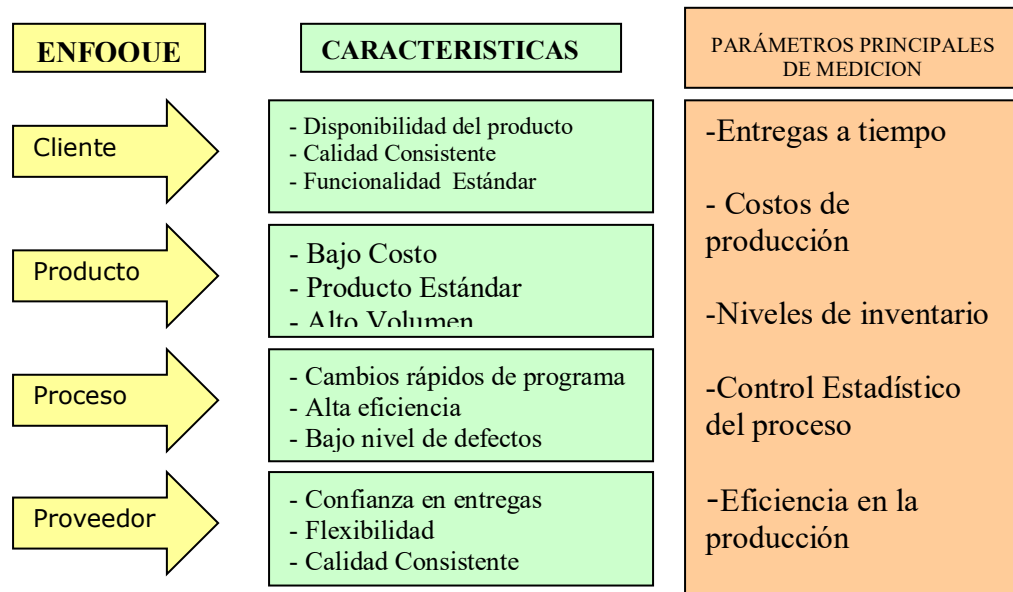 ENFOQUE
CARACTERISTICAS
PARÁMETROS PRINCIPALES
DE MEDICION
Cliente
- Disponibilidad del producto
- Calidad Consistente
- Funcionalidad Estándar
Producto
- Bajo Costo
- Producto Estándar
- Alto Volumen
Proceso
- Cambios rápidos de programa
- Alta eficiencia
- Bajo nivel de defectos
Proveedor
- Confianza en entregas
- Flexibilidad
- Calidad Consistente
-Entregas a tiempo
- Costos de
producción
-Niveles de inventario
-Control Estadístico
del proceso
-Eficiencia en la
producción